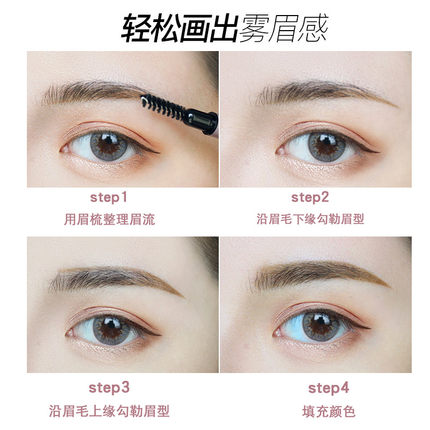 轻松画出雾眉感
step1
用眉梳整理眉流
step2
沿眉毛下缘勾勒眉型
step3
沿眉毛上缘勾勒眉型
step4
填充颜色